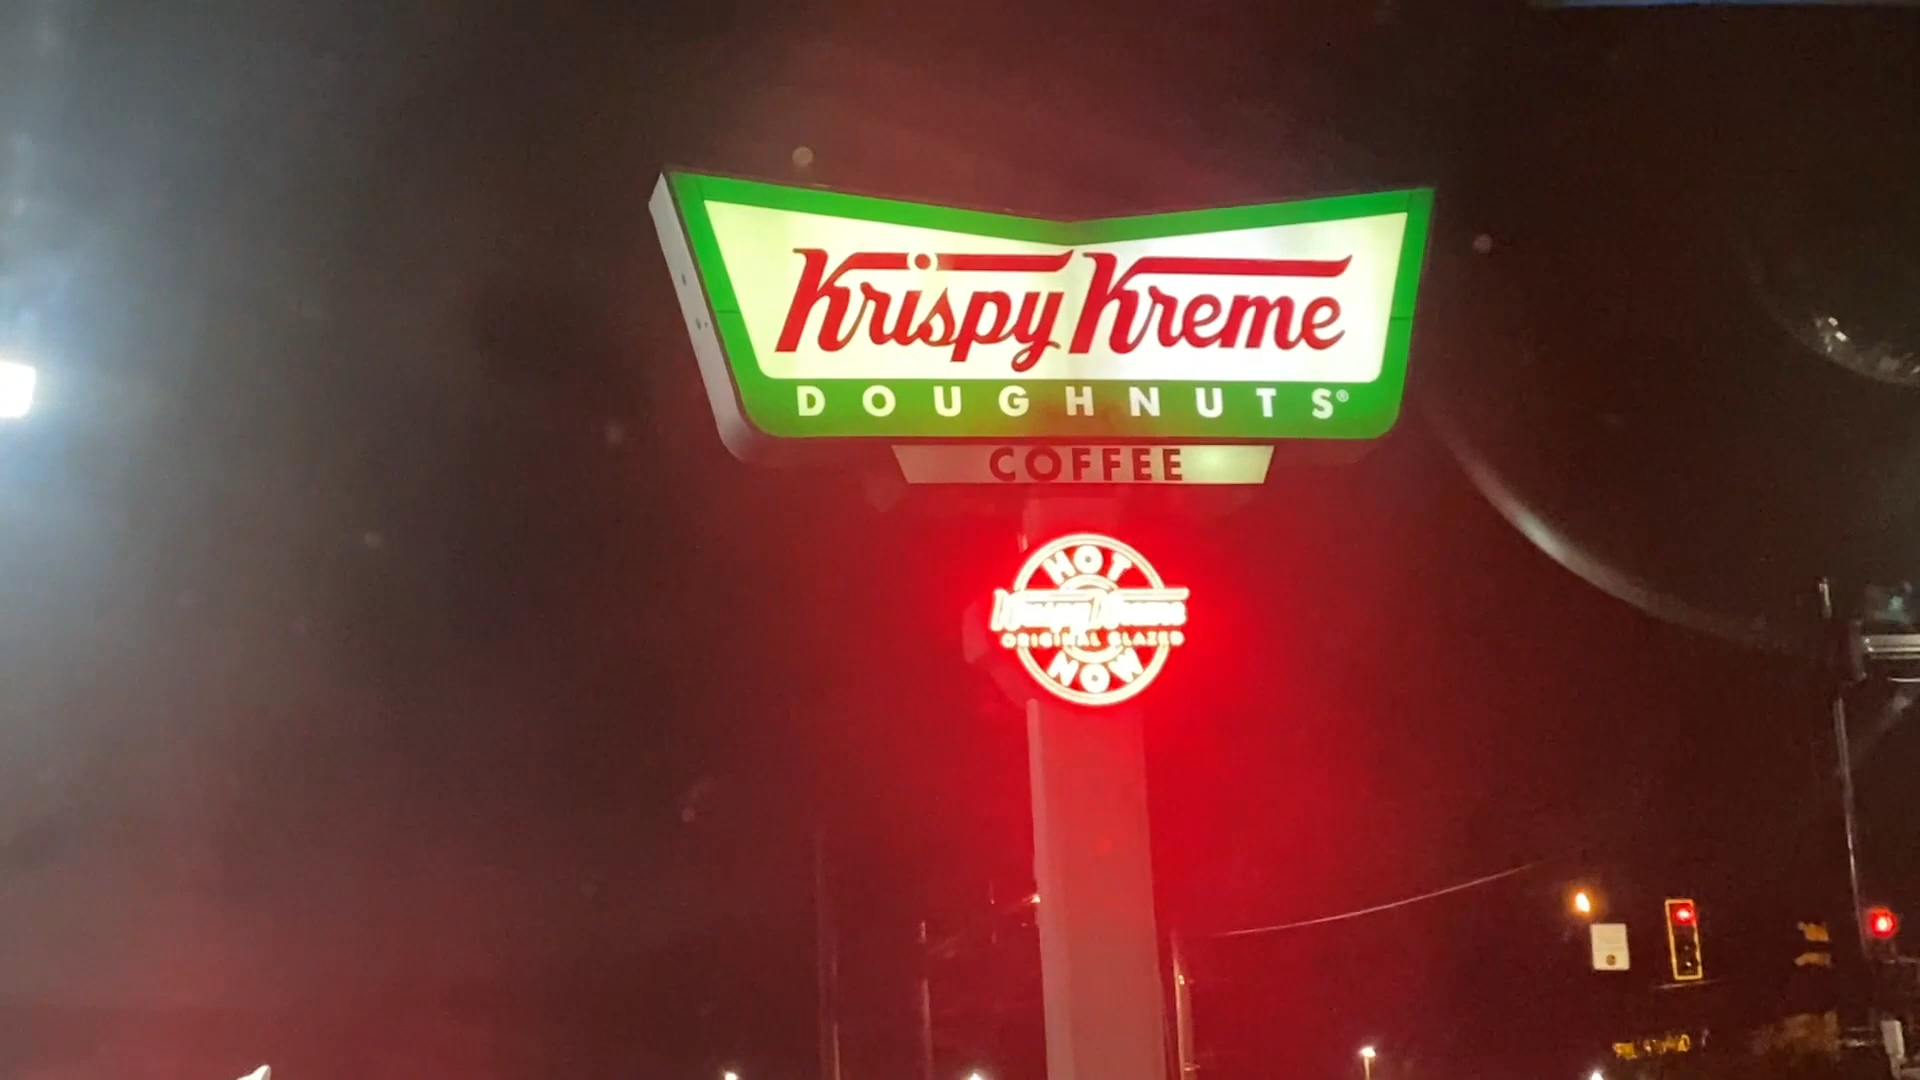 Krispy Kreme
DOUGHNUTS®
COFFEE
HOT
Krispy Kreme
ORIGINAL GLAZED
NOW